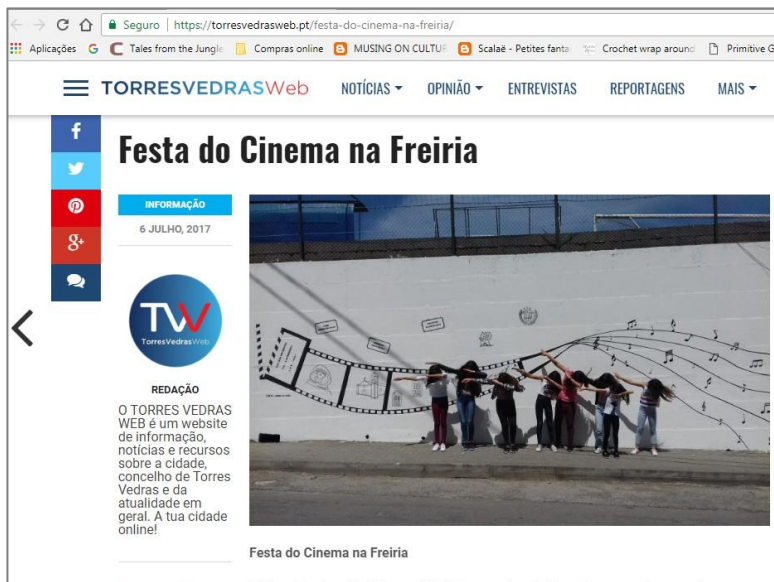 Seguro | https://torresvedrasweb.pt/festa-do-cinema-na-freiria/
Aplicações G Tales from the Jungle Compras online MUSING ON CULTUR Scalaë - Petites fanta Crochet wrap around Primitive G
TORRESVEDRASWeb NOTÍCIAS OPINIÃO ENTREVISTAS REPORTAGENS MAIS
Festa do Cinema na Freiria
INFORMAÇÃO
6 JULHO, 2017
TVW
TorresVedrasWeb
REDAÇÃO
O TORRES VEDRAS
WEB é um website
de informação,
notícias e recursos
sobre a cidade,
concelho de Torres
Vedras e da
atualidade em
geral. A tua cidade
online!
Festa do Cinema na Freiria